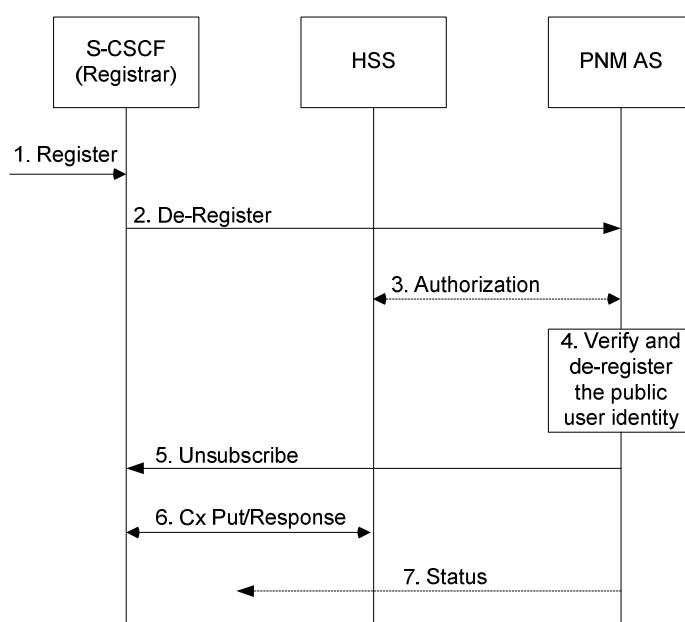 S-CSCF
(Registrar)
HSS
PNM AS
1. Register
2. De-Register
3. Authorization
4. Verify and
de-register
the public
user identity
5. Unsubscribe
6. Cx Put/Response
7. Status